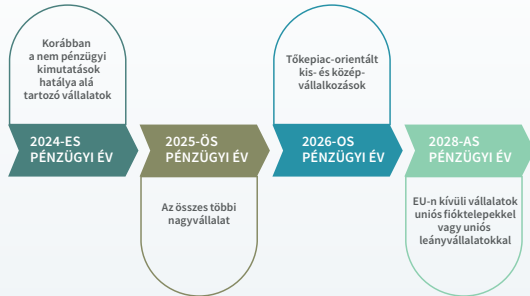 Korábban
a nem pénzügyi
kimutatások
hatálya alá
tartozó vállalatok
2024-ES
PÉNZÜGYI ÉV
2025-ÖS
PÉNZÜGYI ÉV
Az összes többi
nagyvállalat
Tőkepiac-orientált
kis- és közép-
vállalkozások
2026-OS
PÉNZÜGYI ÉV
2028-AS
PÉNZÜGYI ÉV
EU-n kívüli vállalatok
uniós fióktelepekkel
vagy uniós
leányvállalatokkal